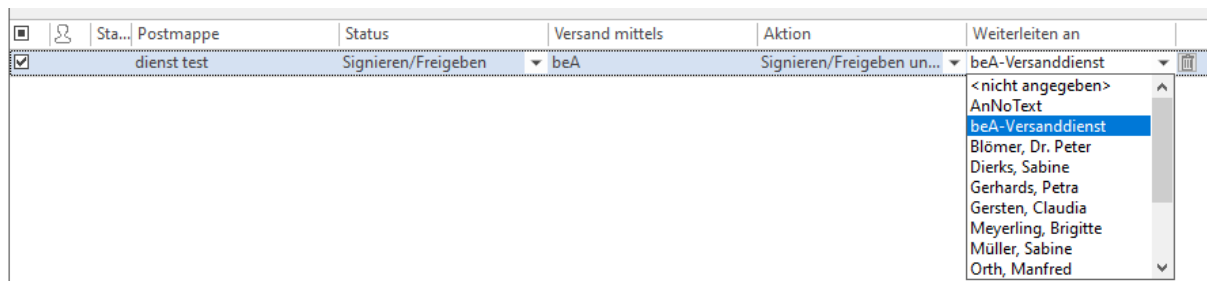 Sta... Postmappe Status Versand mittels Aktion Weiterleiten an
dienst test Signieren/Freigeben beA Signieren/Freigeben un... beA-Versanddienst
<nicht angegeben>
AnNoText
beA-Versanddienst
Blömer, Dr. Peter
Dierks, Sabine
Gerhards, Petra
Gersten, Claudia
Meyerling, Brigitte
Müller, Sabine
Orth, Manfred